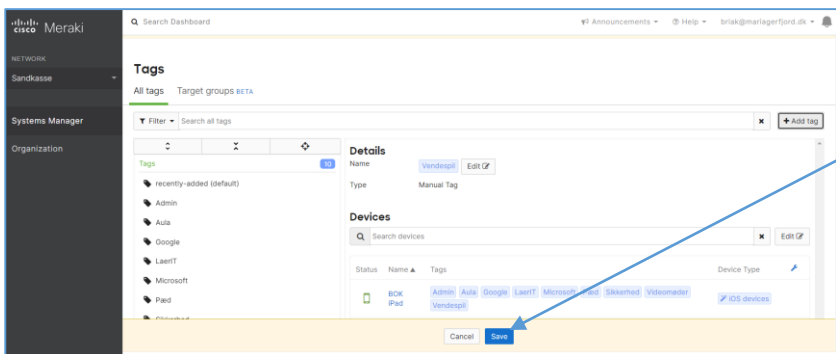 cisco Meraki
Search Dashboard
Announcements
Help
briak@mariagerfjord.dk
NETWORK
Sandkasse
Systems Manager
Organization
Tags
All tags Target groups BETA
Filter Search all tags
+ Add tag
Tags 10
recently-added (default)
Admin
Aula
Google
LaerIT
Microsoft
Pæd
Details
Name Vendespil Edit
Type Manual Tag
Devices
Search devices Edit
Status Name Tags Device Type
BOK iPad
Admin Aula Google LaerIT Microsoft Pæd Sikkerhed Videomøder
Vendespil
iOS devices
Cancel Save